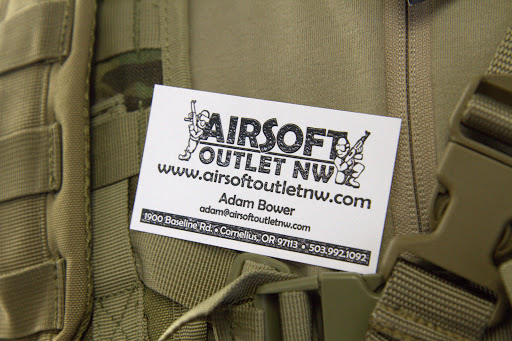 AIRSOFT
OUTLET NW
www.airsoftoutletnw.com
Adam Bower
adam@airsoftoutletnw.com
1900 Baseline Rd. • Cornelius, OR 97113 • 503.992.1092